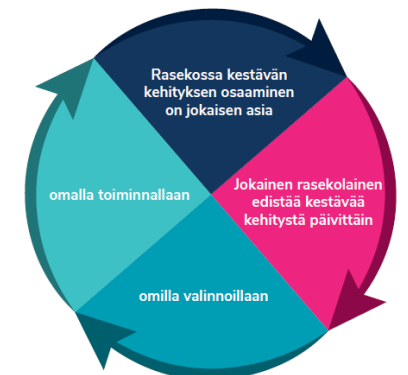 Rasekossa kestävän
kehityksen osaaminen
on jokaisen asia
Jokainen rasekolainen
edistää kestävää
kehitystä päivittäin
omilla valinnoillaan
omalla toiminnallaan